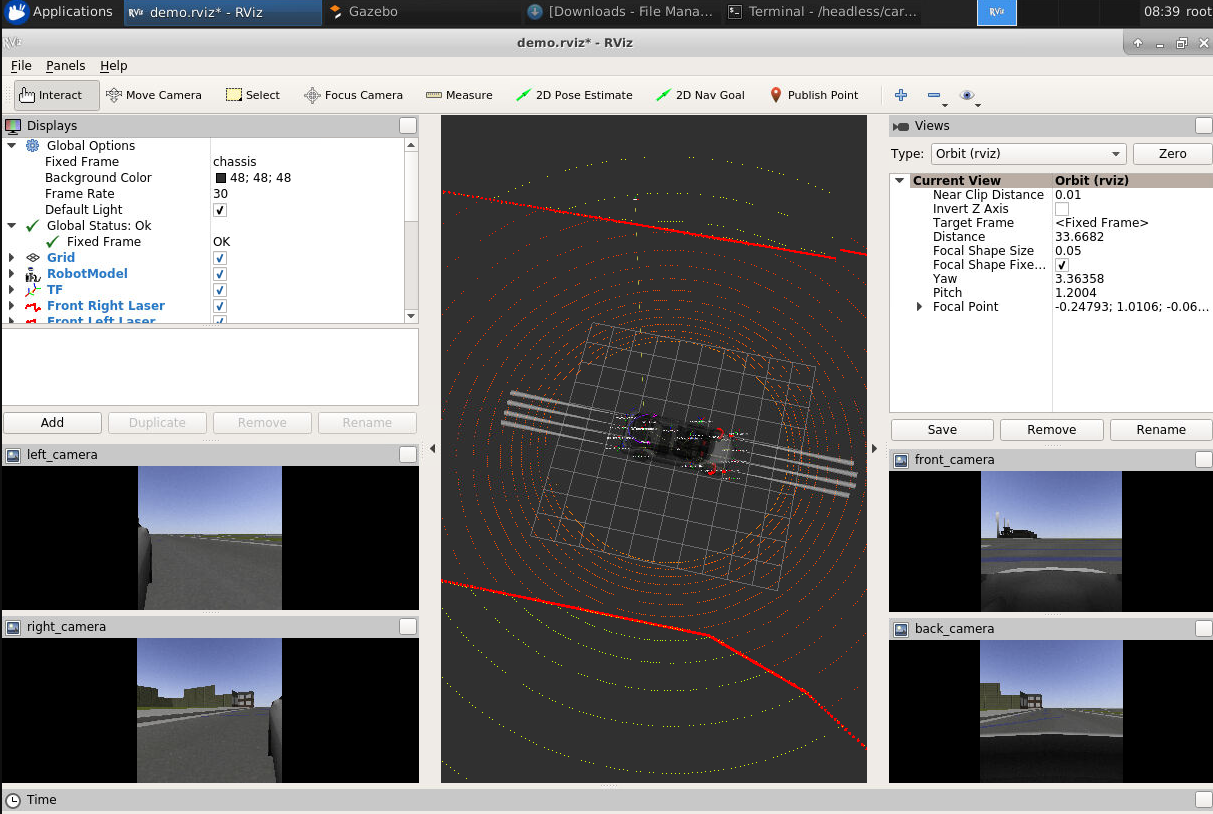 Applications
RViz demo.rviz* - RViz
Gazebo
[Downloads - File Mana...
Terminal - /headless/car...
RViz
08:39 root
RViz
demo.rviz* - RViz
File Panels Help
Interact Move Camera Select Focus Camera Measure 2D Pose Estimate 2D Nav Goal Publish Point
Displays
Global Options
Fixed Frame chassis
Background Color 48; 48; 48
Frame Rate 30
Default Light
Global Status: Ok
Fixed Frame OK
Grid
RobotModel
TF
Front Right Laser
Front Left Laser
Add Duplicate Remove Rename
left_camera
right_camera
Views
Type: Orbit (rviz) Zero
Current View Orbit (rviz)
Near Clip Distance 0.01
Invert Z Axis
Target Frame <Fixed Frame>
Distance 33.6682
Focal Shape Size 0.05
Focal Shape Fixe...
Yaw 3.36358
Pitch 1.2004
Focal Point -0.24793; 1.0106; -0.06...
Save Remove Rename
front_camera
back_camera
Time